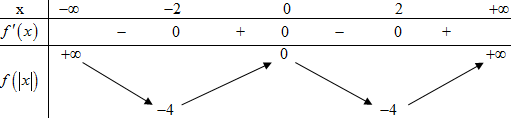 x −∞ −2 0 2 +∞
f'(x) − 0 + 0 − 0 +
+∞ 0 +∞
f(|x|)
−4 −4